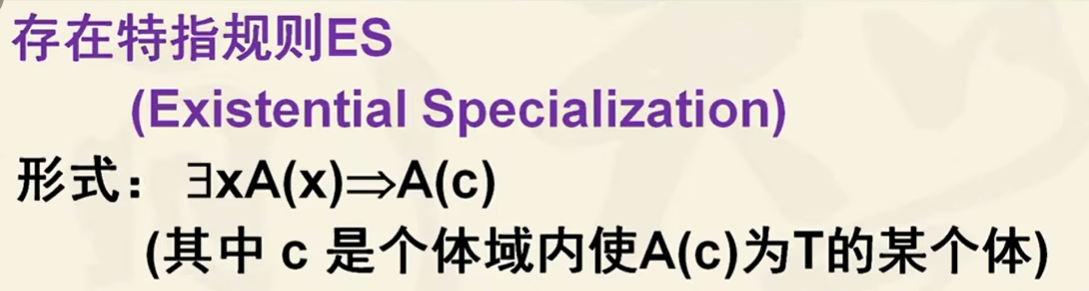 存在特指规则ES
(Existential Specialization)
形式： ∃xA(x)⇒A(c)
(其中 c 是个体域内使A(c)为T的某个体)